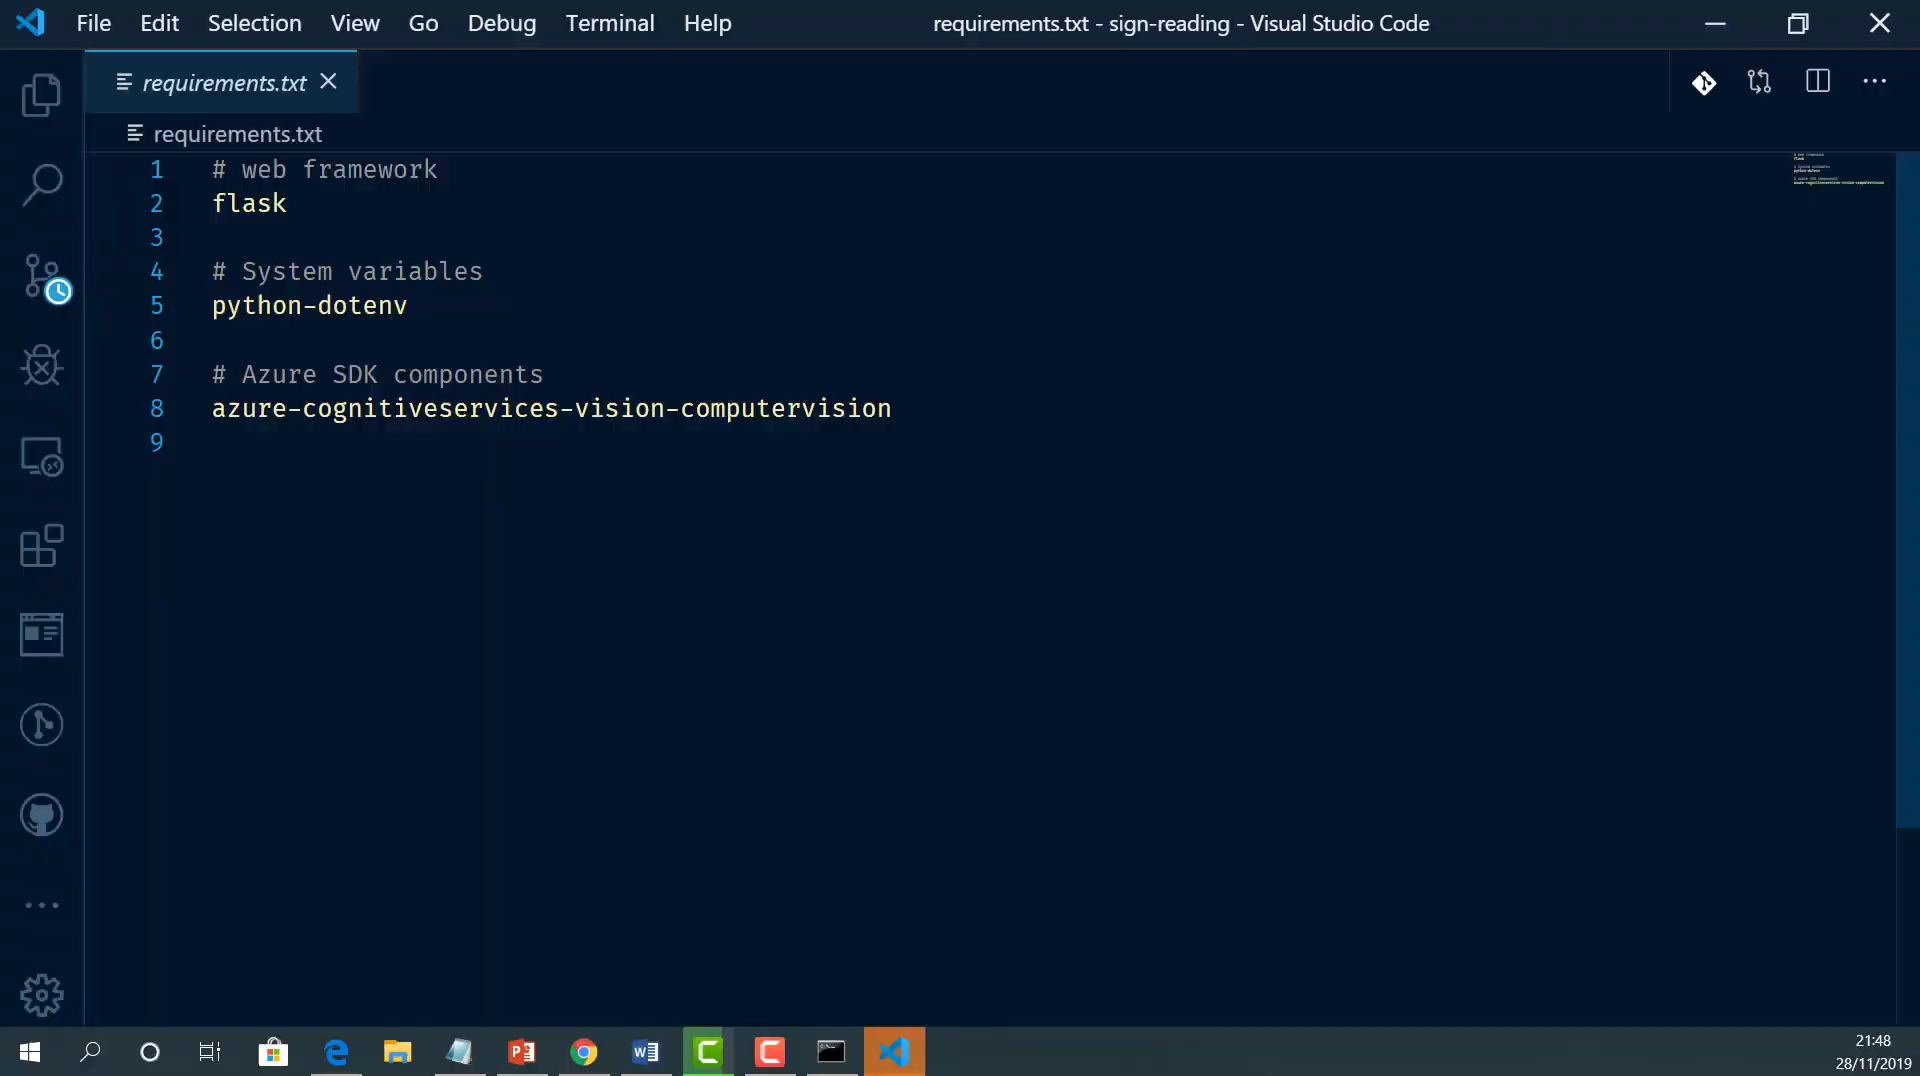 File Edit Selection View Go Debug Terminal Help requirements.txt - sign-reading - Visual Studio Code
requirements.txt
requirements.txt
1 # web framework
2 flask
3
4 # System variables
5 python-dotenv
6
7 # Azure SDK components
8 azure-cognitiveservices-vision-computervision
9
21:48
28/11/2019